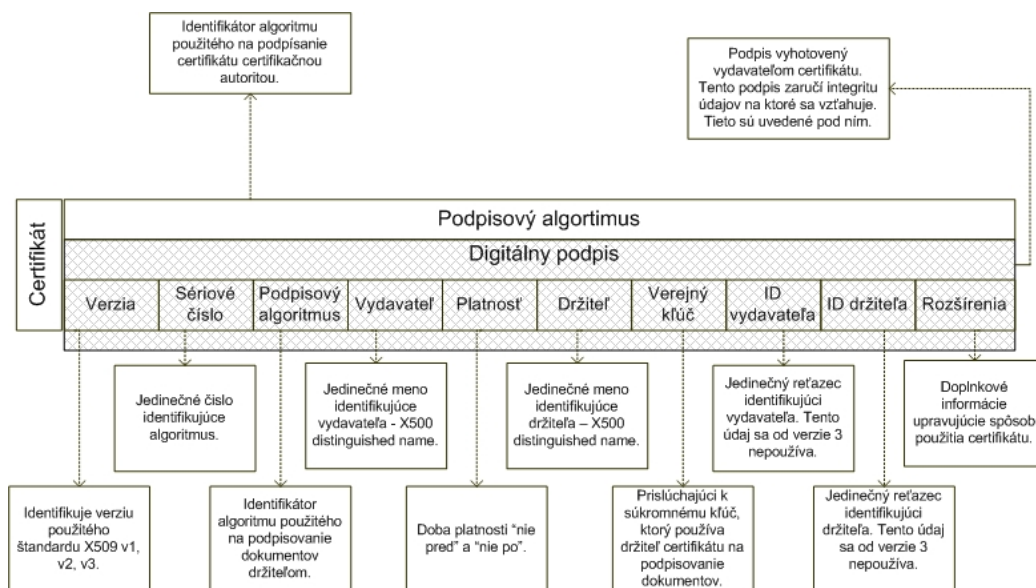 Identifikátor algoritmu
použitého na podpísanie
certifikátu certifikačnou
autoritou.
Podpis vyhotovený
vydavateľom certifikátu.
Tento podpis zaručí integritu
údajov na ktoré sa vzťahuje.
Tieto sú uvedené pod ním.
Certifikát
Podpisový algortimus
Digitálny podpis
Verzia
Sériové
číslo
Podpisový
algoritmus
Vydavateľ
Platnosť
Držiteľ
Verejný
kľúč
ID
vydavateľa
ID držiteľa
Rozšírenia
Jedinečné čislo
identifikujúce
algoritmus.
Jedinečné meno
identifikujúce
vydavateľa - X500
distinguished name.
Jedinečné meno
identifikujúce
držiteľa – X500
distinguished name.
Jedinečný reťazec
identifikujúci
vydavateľa. Tento
údaj sa od verzie 3
nepoužíva.
Doplnkové
informácie
upravujúcie spôsob
použitia certifikátu.
Identifikuje verziu
použitého
štandardu X509 v1,
v2, v3.
Identifikátor
algoritmu použitého
na podpisovanie
dokumentov
držiteľom.
Doba platnosti “nie
pred” a “nie po”.
Prislúchajúci k
súkromnému kľúč,
ktorý používa
držiteľ certifikátu na
podpisovanie
dokumentov.
Jedinečný reťazec
identifikujúci
držiteľa. Tento údaj
sa od verzie 3
nepoužíva.